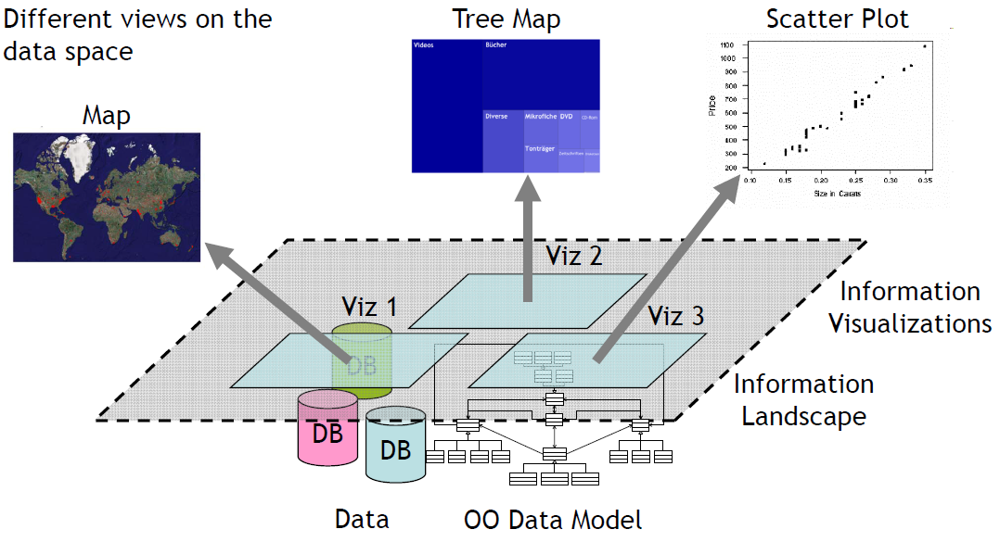 Different views on the
data space
Map
Tree Map
Videos
Bücher
Diverse
Mikrofiche
DVD
CD-Rom
Tonträger
Zeitschriften
Scatter Plot
Price
1100
1000
900
800
700
600
500
400
300
200
0.10
0.15
0.20
0.25
0.30
0.35
Size in Carats
Viz 2
Viz 1
Viz 3
Information
Visualizations
Information
Landscape
DB
DB
DB
Data
OO Data Model